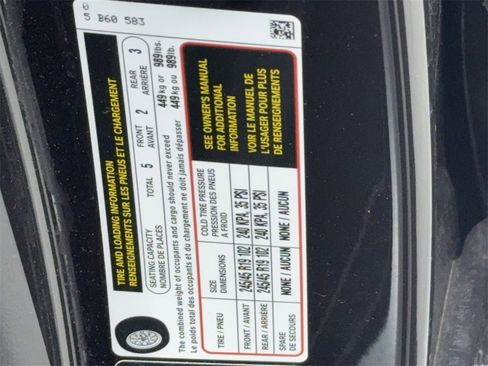 6
5 B60 583
TIRE AND LOADING INFORMATION
RENSEIGNEMENTS SUR LES PNEUS ET LE CHARGEMENT
SEATING CAPACITY
NOMBRE DE PLACES
TOTAL 5
FRONT
AVANT 2
REAR
ARRIÈRE 3
The combined weight of occupants and cargo should never exceed 449 kg or 989 lbs.
Le poids total des occupants et du chargement ne doit jamais dépasser 449 kg ou 989 lb.
TIRE / PNEU
SIZE
DIMENSIONS
COLD TIRE PRESSURE
PRESSION DES PNEUS
A FROID
FRONT / AVANT 245/45 R19 102 240 KPA, 35 PSI
REAR / ARRIÈRE 245/45 R19 102 240 KPA, 35 PSI
SPARE
DE SECOURS
NONE / AUCUN NONE / AUCUN
SEE OWNER'S MANUAL
FOR ADDITIONAL
INFORMATION
VOIR LE MANUEL DE
L'USAGER POUR PLUS
DE RENSEIGNEMENTS